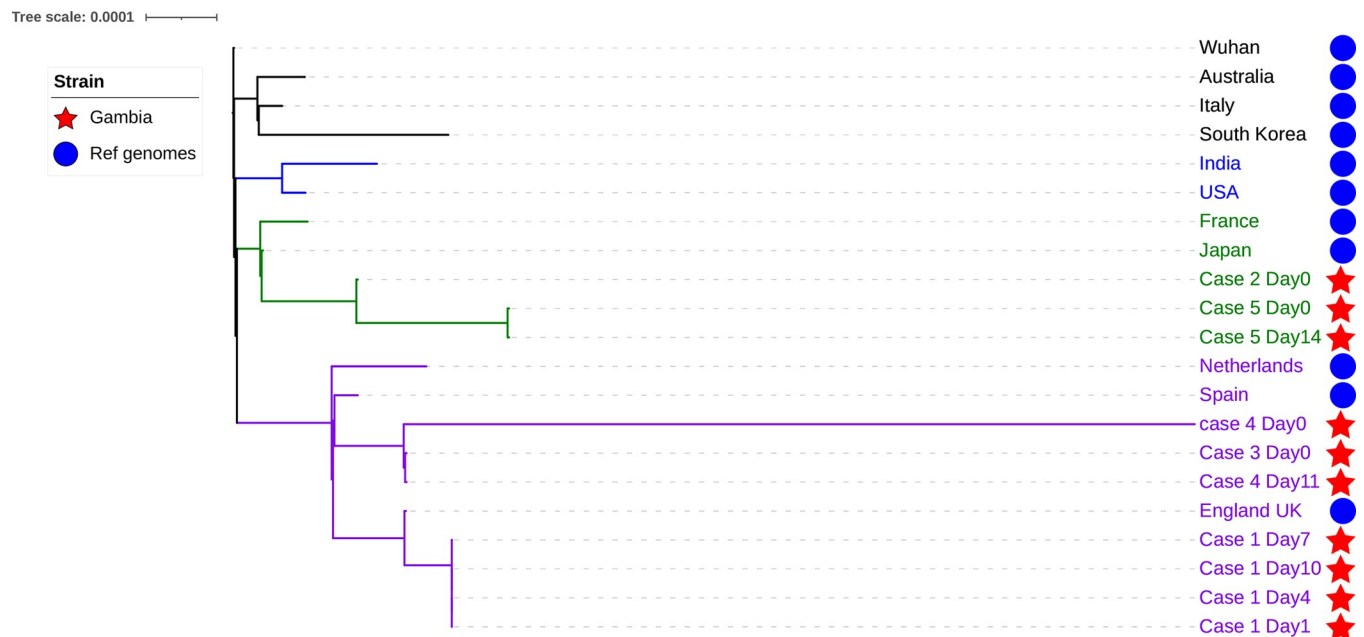 Tree scale: 0.0001
Strain
Gambia
Ref genomes
Wuhan
Australia
Italy
South Korea
India
USA
France
Japan
Case 2 Day0
Case 5 Day0
Case 5 Day14
Netherlands
Spain
case 4 Day0
Case 3 Day0
Case 4 Day11
England UK
Case 1 Day7
Case 1 Day10
Case 1 Day4
Case 1 Day1